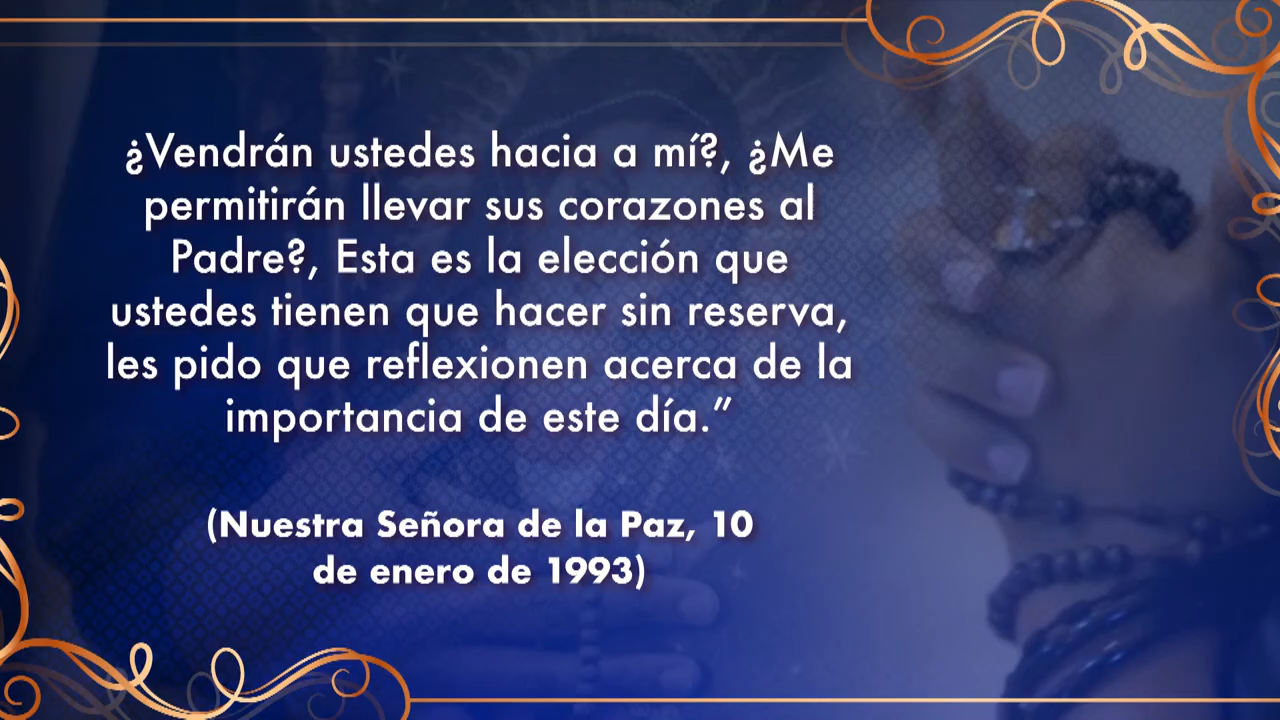 ¿Vendrán ustedes hacia a mí?, ¿Me
permitirán llevar sus corazones al
Padre?, Esta es la elección que
ustedes tienen que hacer sin reserva,
les pido que reflexionen acerca de la
importancia de este día.”
(Nuestra Señora de la Paz, 10
de enero de 1993)